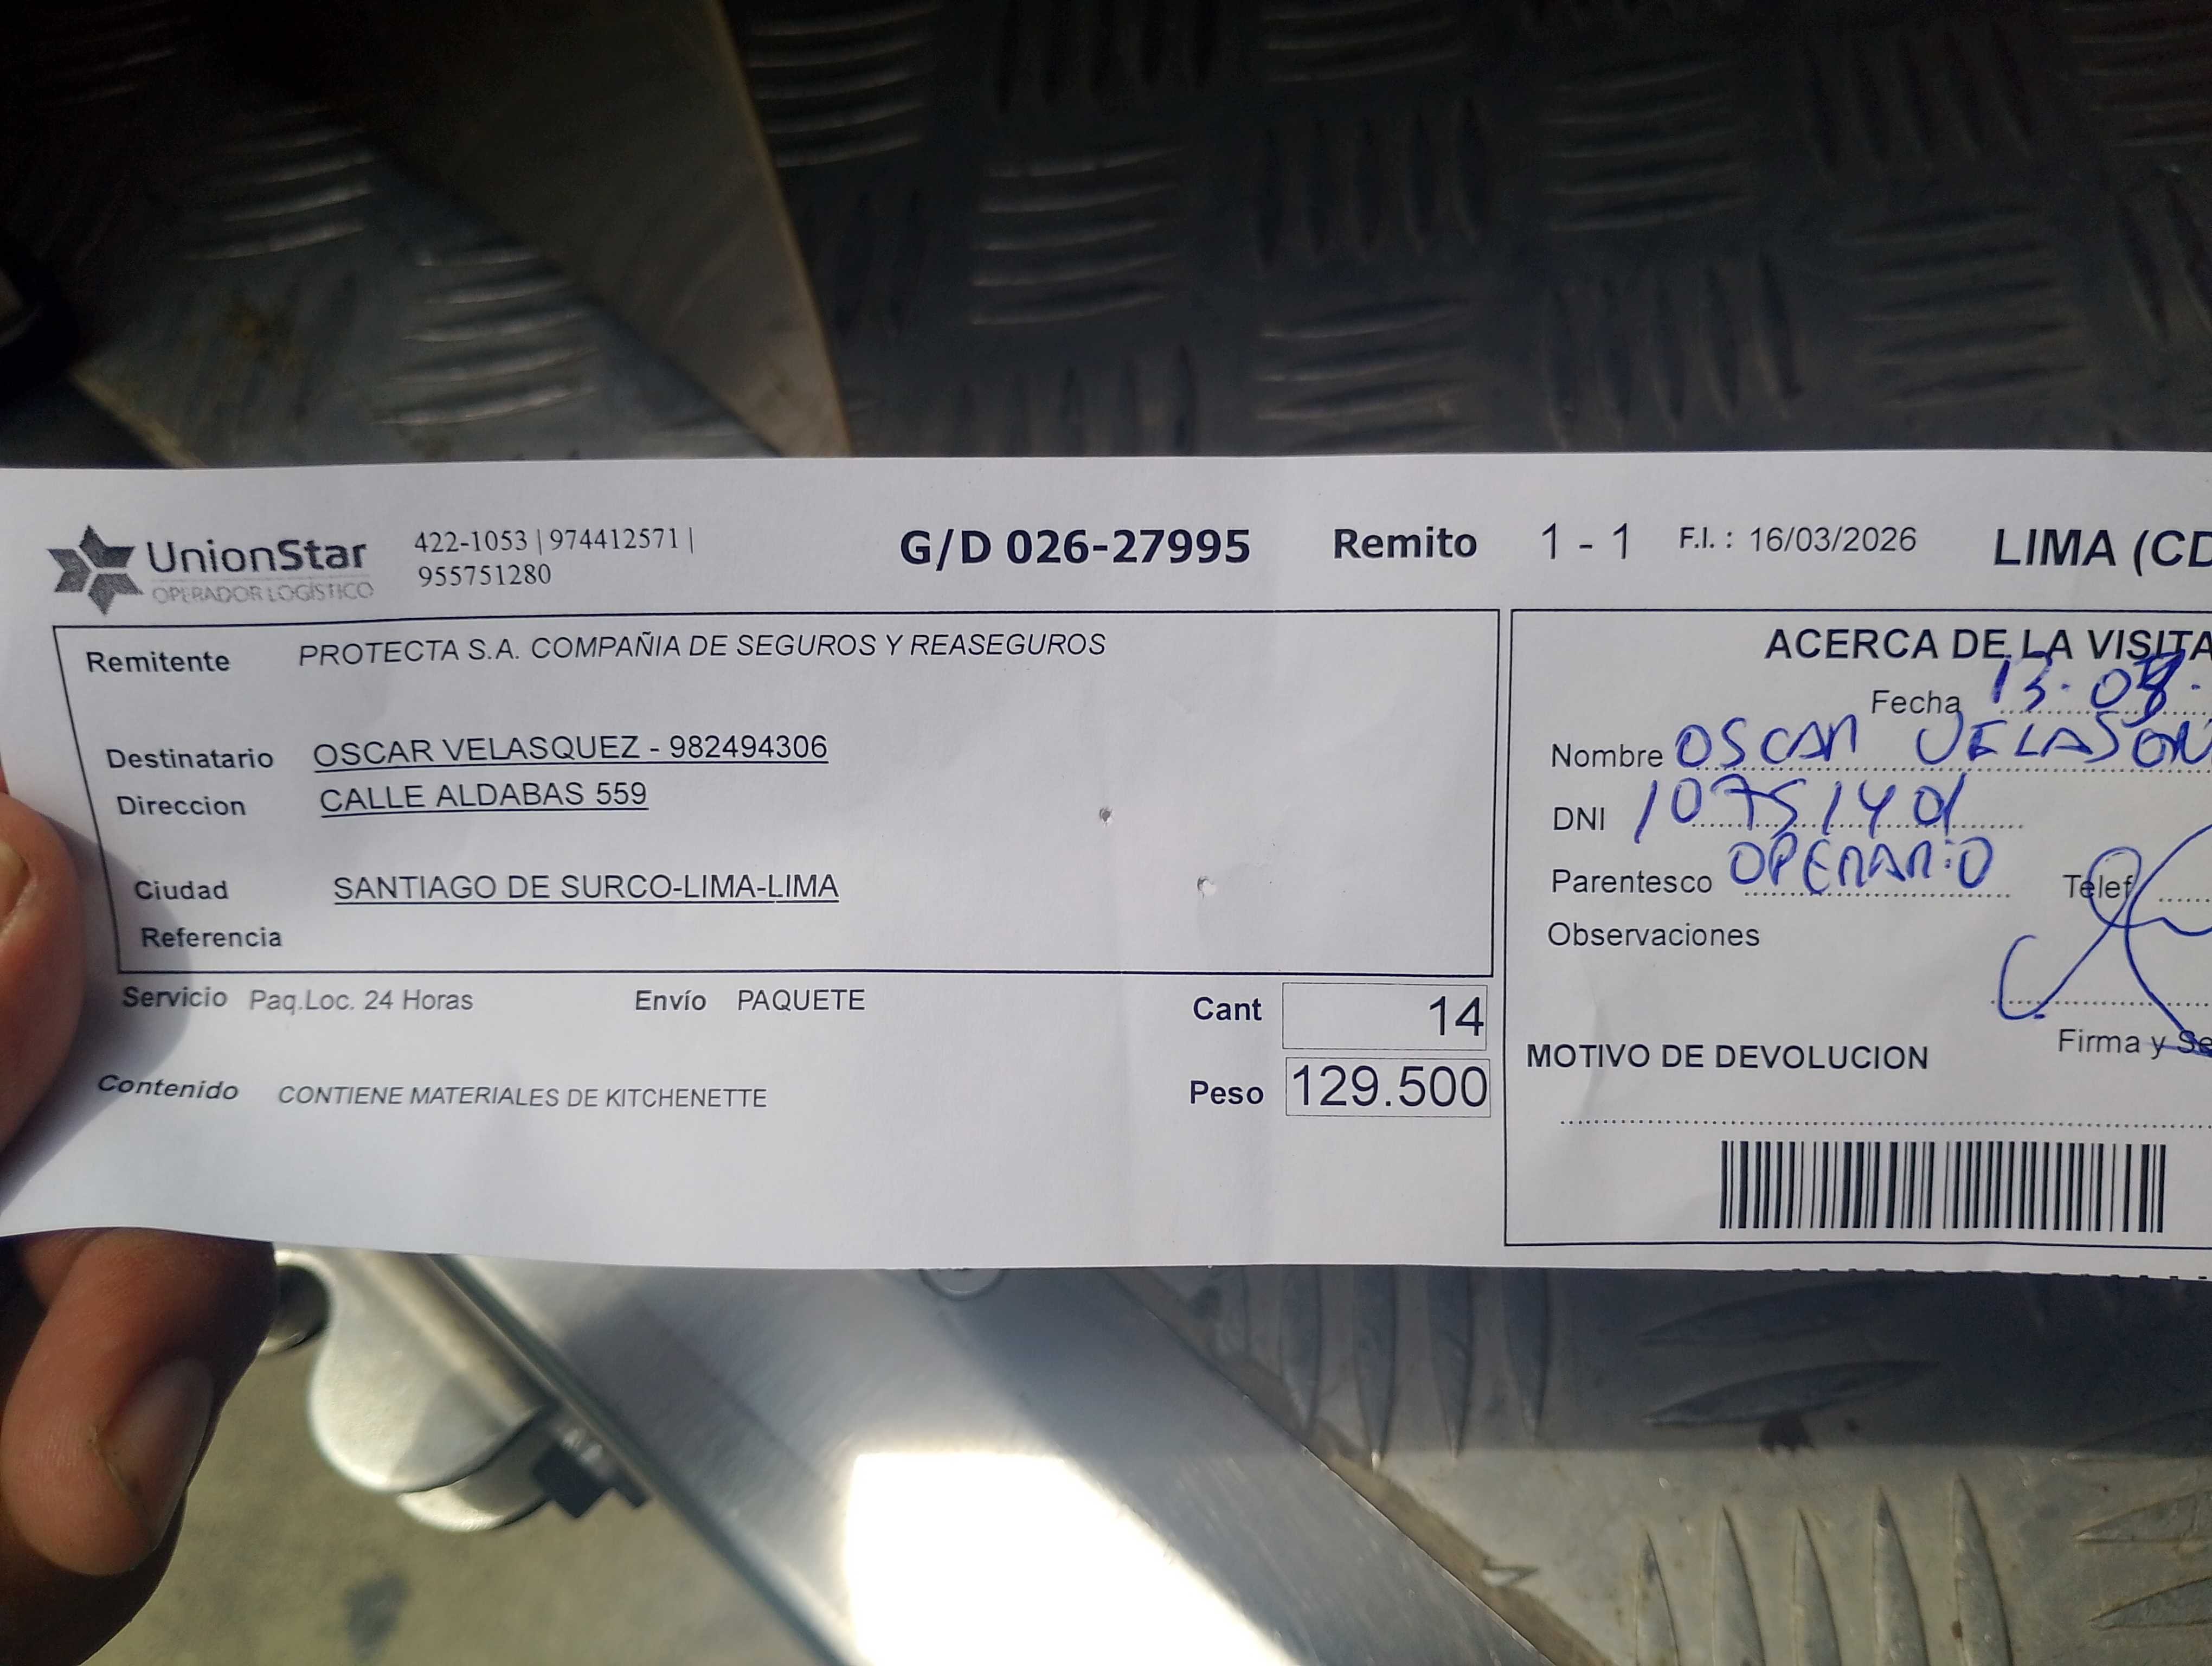 UnionStar
OPERADOR LOGÍSTICO
422-1053 | 974412571 |
955751280
G/D 026-27995 Remito 1 - 1 F.I. : 16/03/2026 LIMA (CD
Remitente PROTECTA S.A. COMPAÑIA DE SEGUROS Y REASEGUROS
Destinatario OSCAR VELASQUEZ - 982494306
Direccion CALLE ALDABAS 559
Ciudad SANTIAGO DE SURCO-LIMA-LIMA
Referencia
Servicio Paq.Loc. 24 Horas Envío PAQUETE Cant 14
Contenido CONTIENE MATERIALES DE KITCHENETTE Peso 129.500
ACERCA DE LA VISITA
Fecha 13.
Nombre OSCAR
DNI
Parentesco OPERARIO Telef
Observaciones
Firma y Se
MOTIVO DE DEVOLUCION